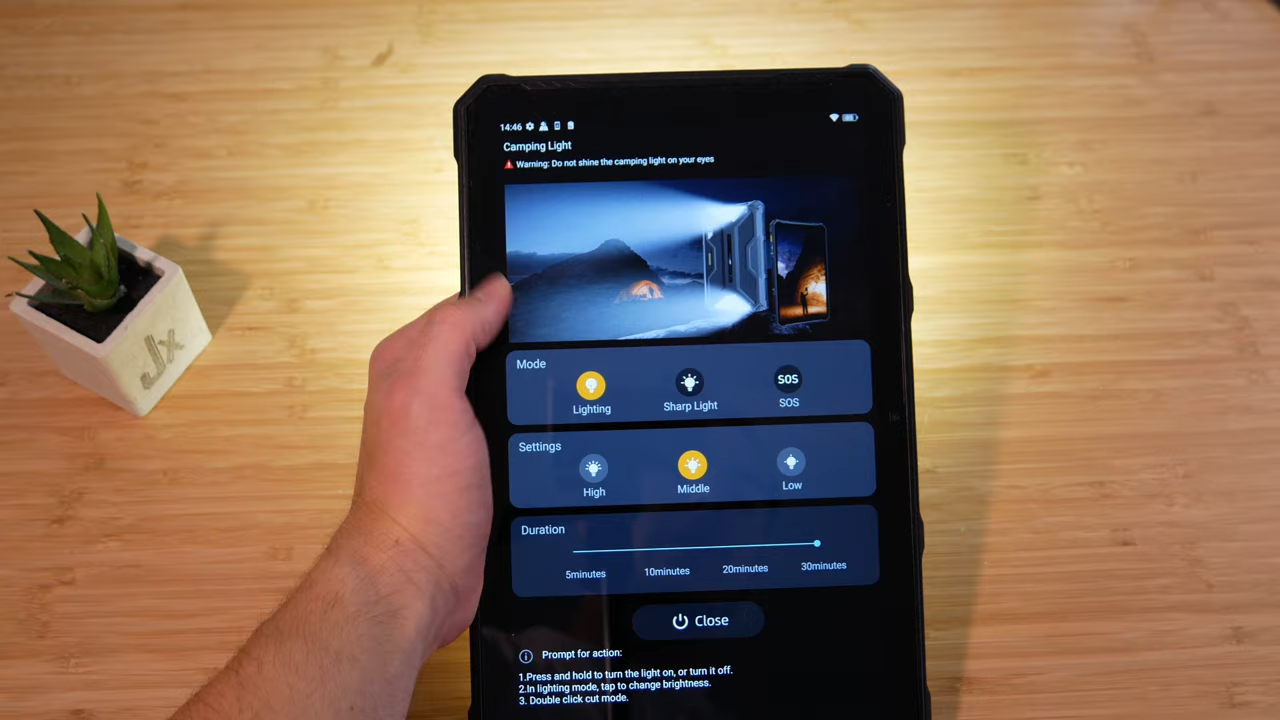 14:46
Camping Light
Warning: Do not shine the camping light on your eyes
Mode
Lighting
Sharp Light
SOS
SOS
Settings
High
Middle
Low
Duration
5minutes
10minutes
20minutes
30minutes
Close
Prompt for action:
1.Press and hold to turn the light on, or turn it off.
2.In lighting mode, tap to change brightness.
3. Double click cut mode.
Jx